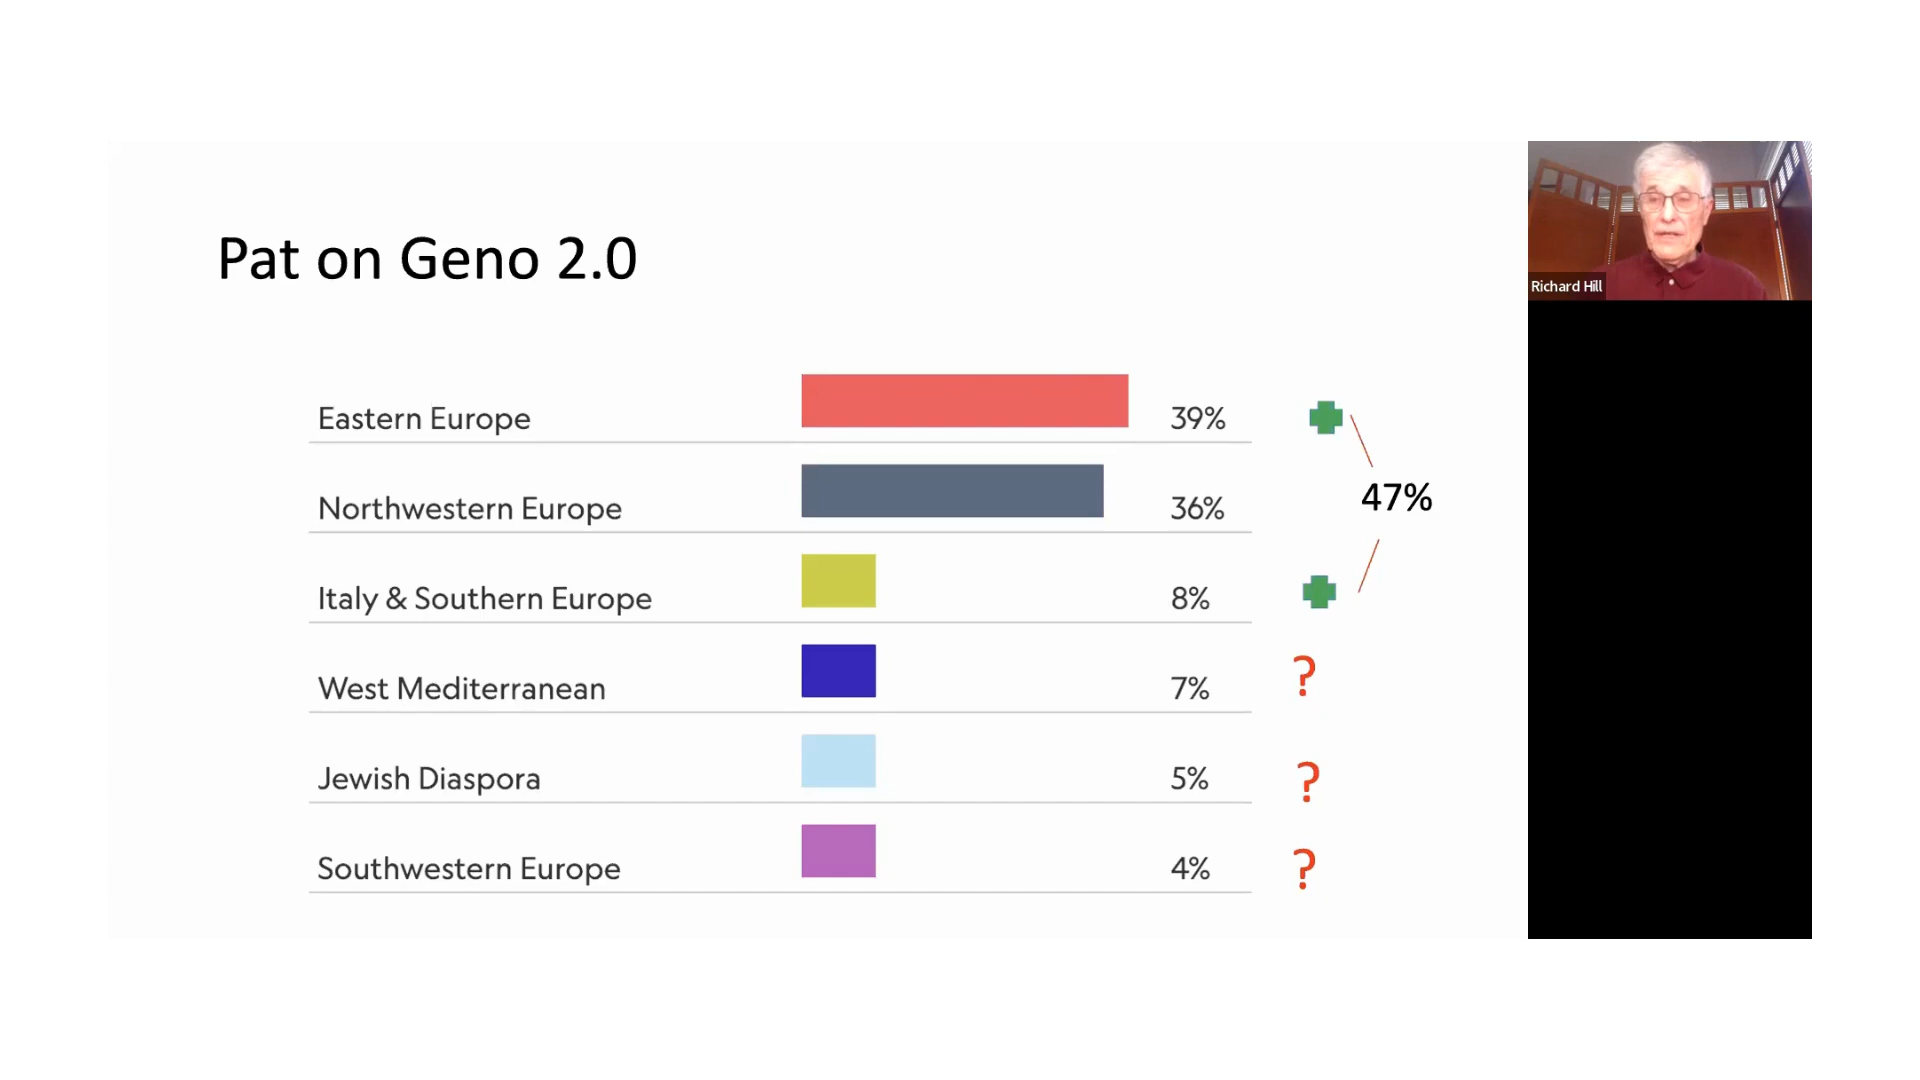 Pat on Geno 2.0
Richard Hill
Eastern Europe 39%
Northwestern Europe 36%
47%
Italy & Southern Europe 8%
West Mediterranean 7% ?
Jewish Diaspora 5% ?
Southwestern Europe 4% ?